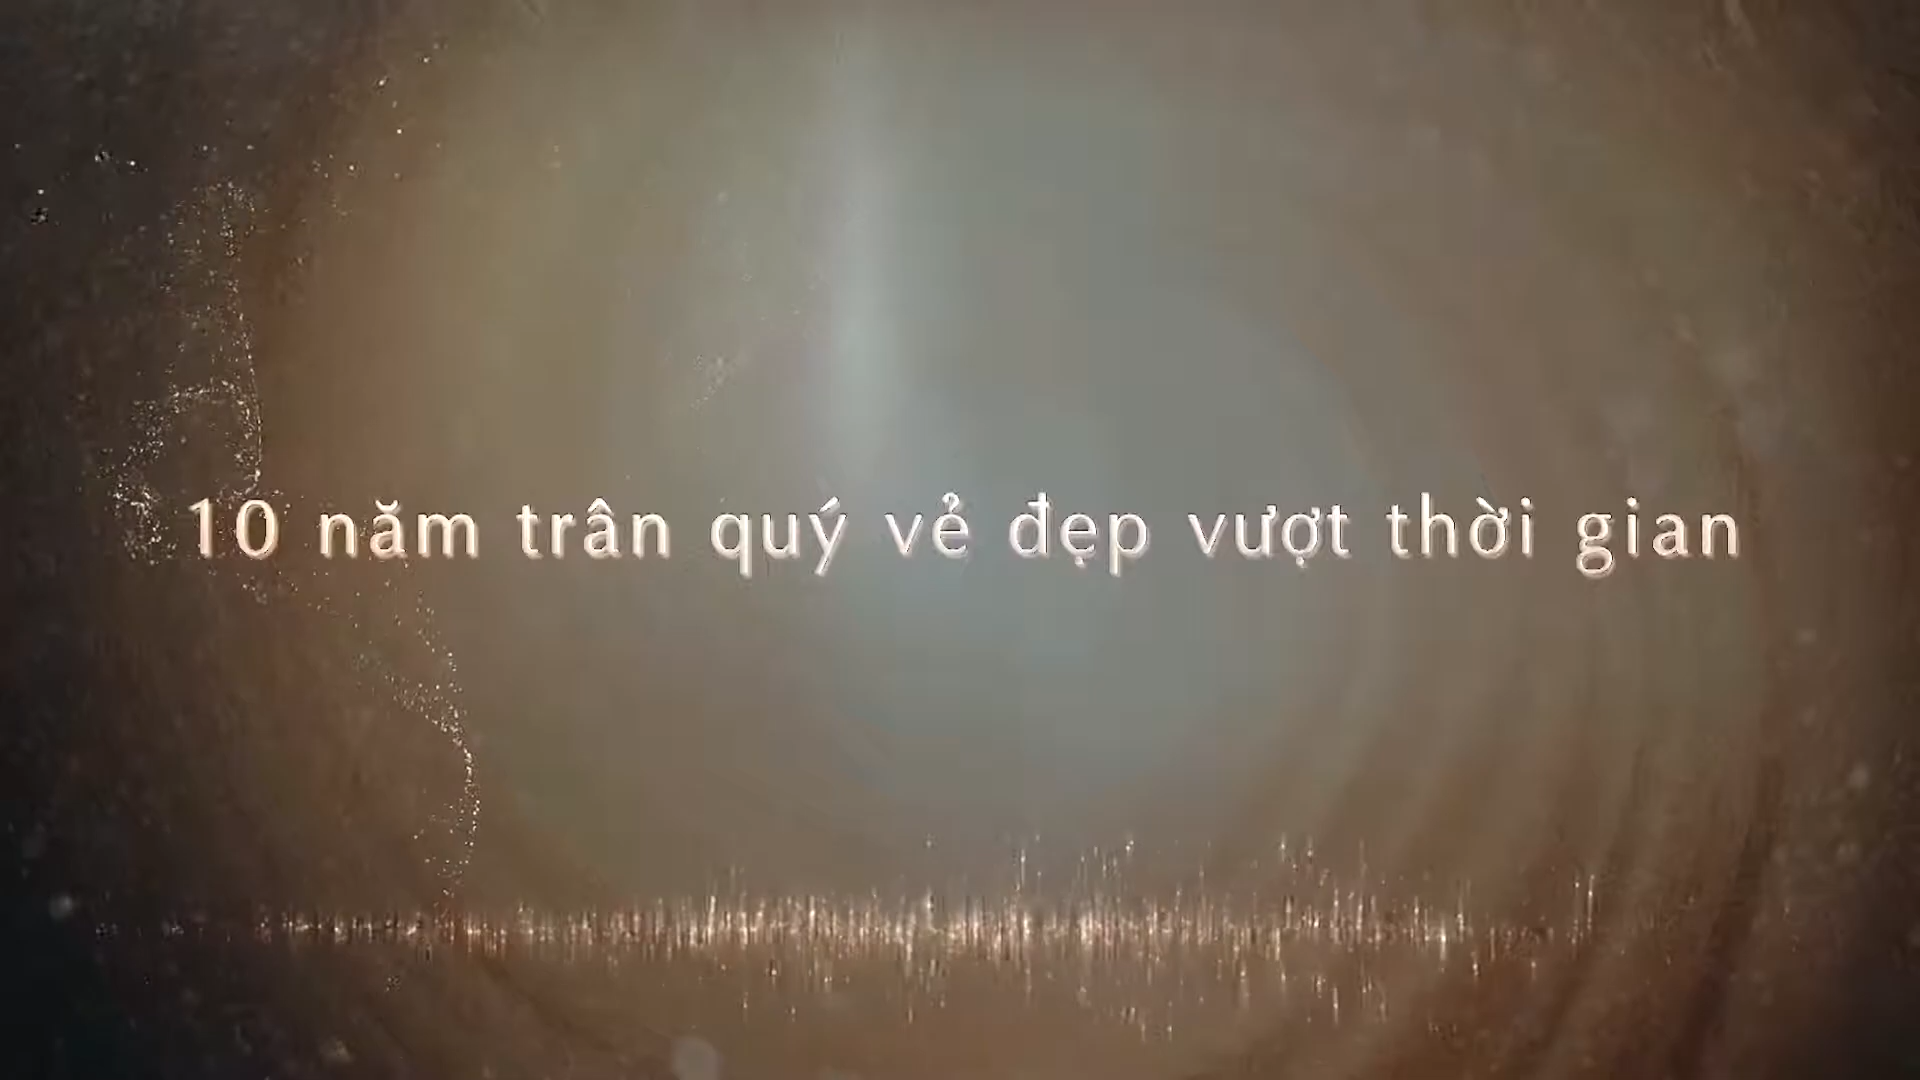 10 năm trân quý vẻ đẹp vượt thời gian